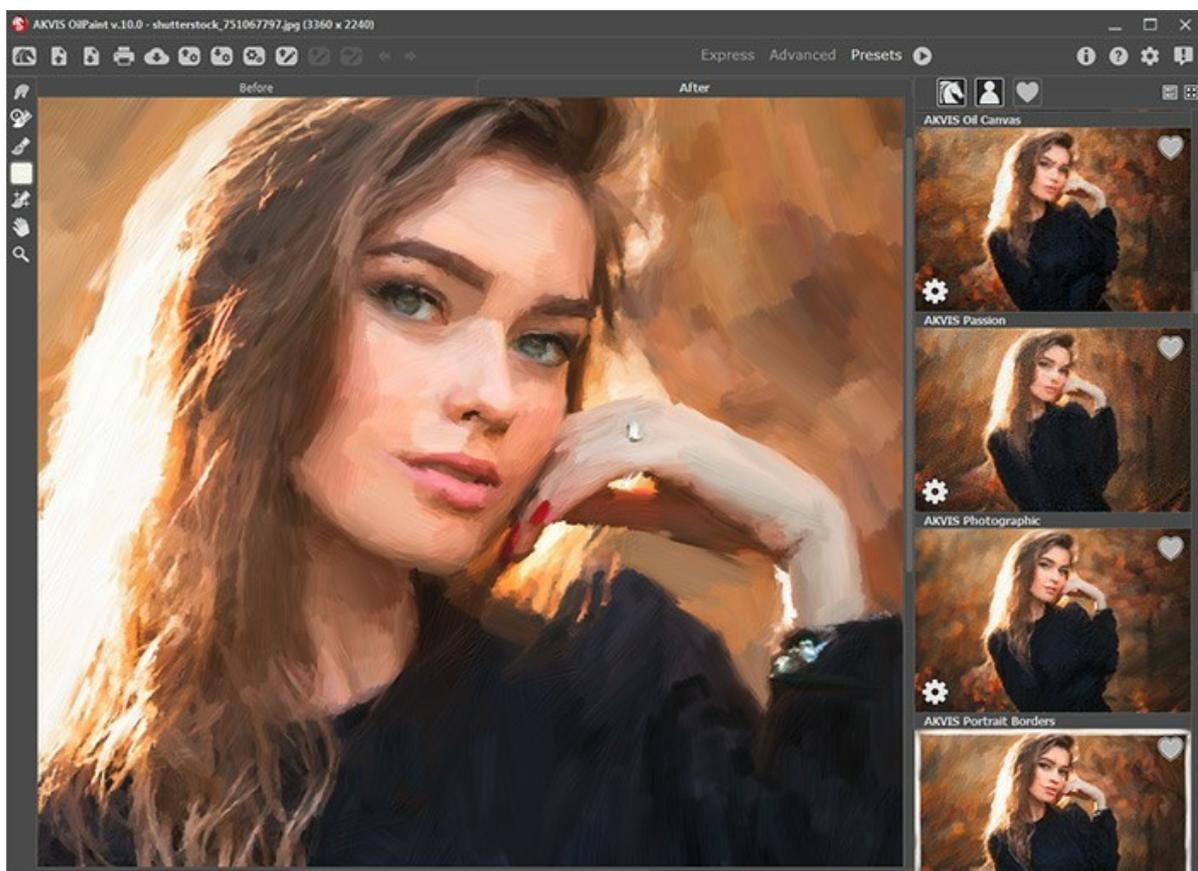 AKVIS OilPaint v.10.0 - shutterstock_751067797.jpg (3360 x 2240)
Express Advanced Presets
Before After
AKVIS Oil Canvas
AKVIS Passion
AKVIS Photographic
AKVIS Portrait Borders